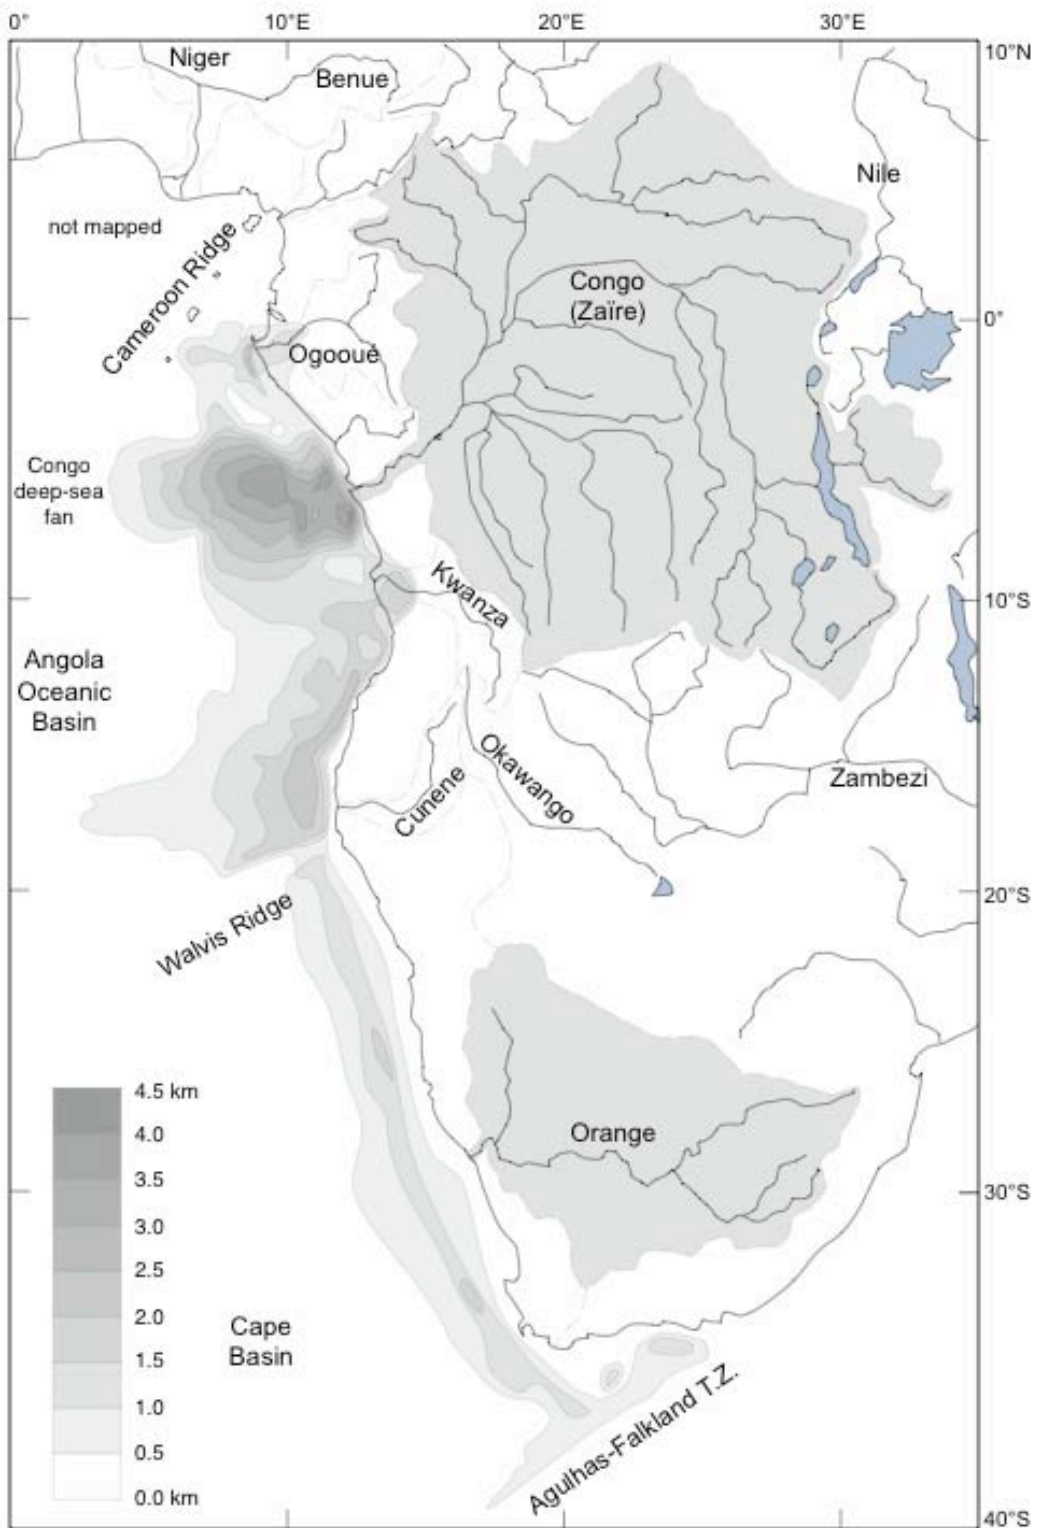 0°
10°E
20°E
30°E
10°N
Niger
Benue
Nile
not mapped
Cameroon Ridge
Congo
(Zaïre)
0°
Ogooué
Congo
deep-sea
fan
Kwanza
10°S
Angola
Oceanic
Basin
Okawango
Cunene
Zambezi
20°S
Walvis Ridge
4.5 km
4.0
3.5
3.0
2.5
2.0
1.5
1.0
0.5
0.0 km
Orange
30°S
Cape
Basin
Agulhas-Falkland T.Z.
40°S